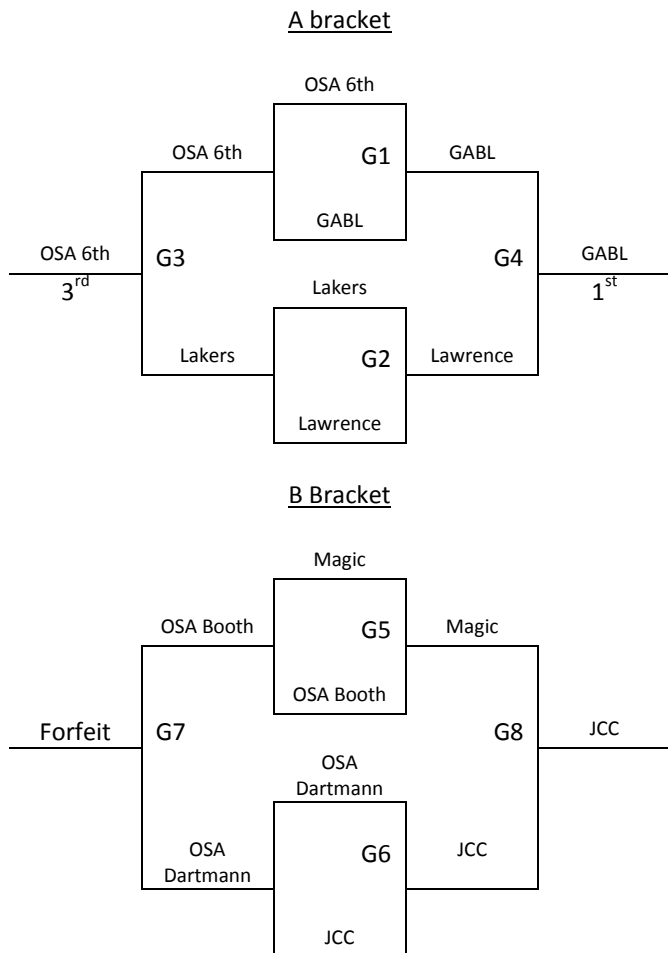 A bracket
OSA 6th
OSA 6th
G1
GABL
GABL
OSA 6th
G3
G4
GABL
3rd
Lakers
1st
Lakers
G2
Lawrence
Lawrence
B Bracket
Magic
OSA Booth
G5
Magic
OSA Booth
Forfeit
G7
G8
JCC
OSA
Dartmann
OSA
Dartmann
G6
JCC
JCC